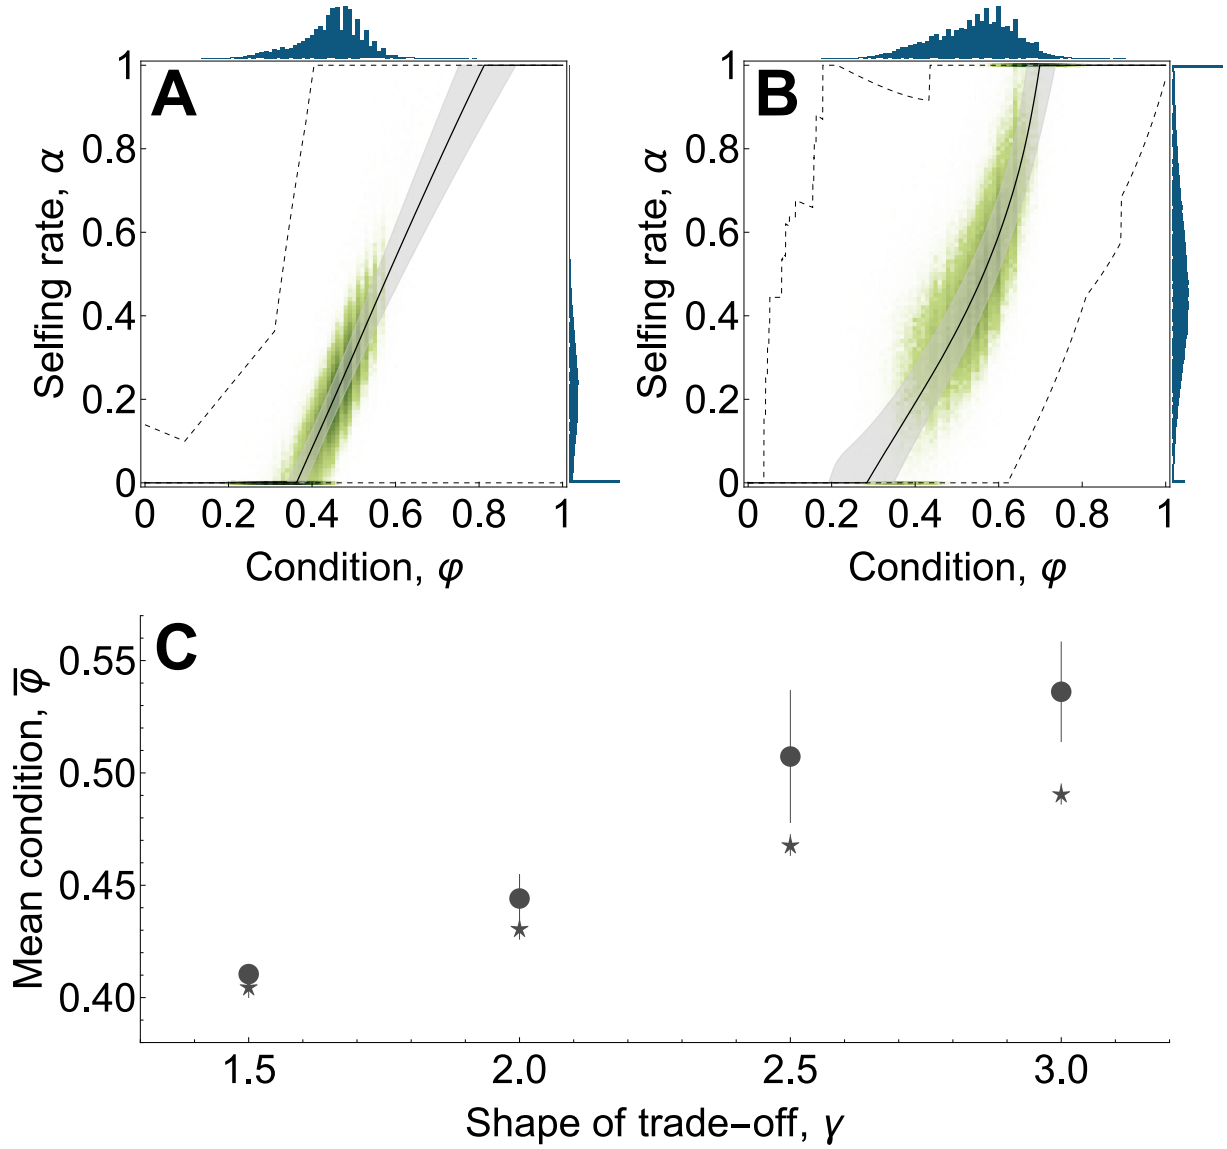 A
B
1
0.8
0.6
0.4
0.2
0
Selfing rate, α
0 0.2 0.4 0.6 0.8 1
Condition, φ
1
0.8
0.6
0.4
0.2
0
Selfing rate, α
0 0.2 0.4 0.6 0.8 1
Condition, φ
C
0.55
0.50
0.45
0.40
Mean condition, φ̅
1.5 2.0 2.5 3.0
Shape of trade–off, γ